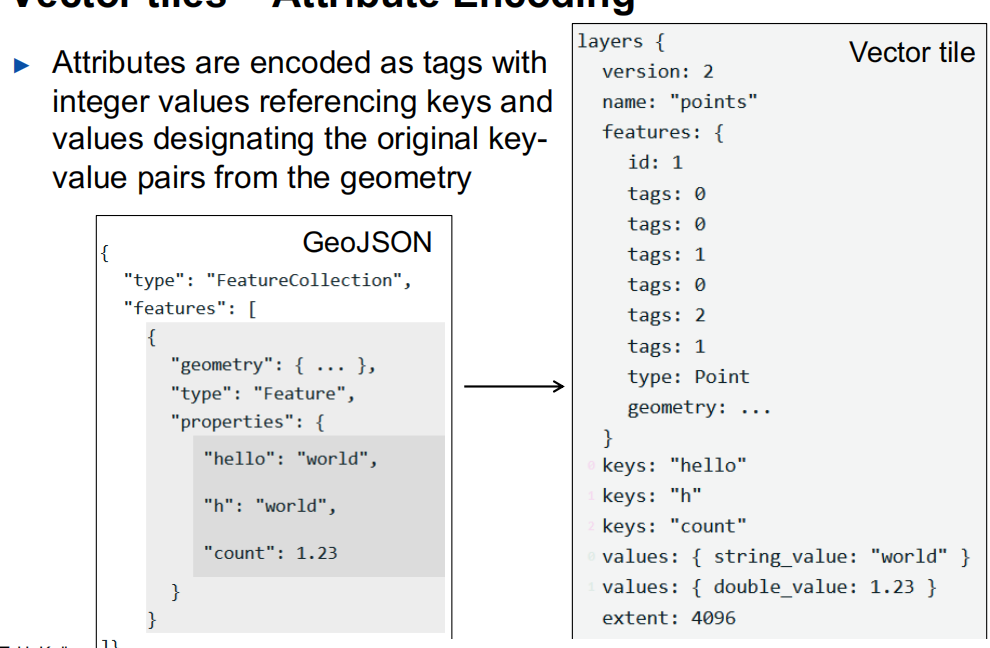 Vector tiles – Attribute Encoding
► Attributes are encoded as tags with
integer values referencing keys and
values designating the original key-
value pairs from the geometry
GeoJSON
{
"type": "FeatureCollection",
"features": [
{
"geometry": { ... },
"type": "Feature",
"properties": {
"hello": "world",
"h": "world",
"count": 1.23
}
}
]}
Vector tile
layers {
version: 2
name: "points"
features: {
id: 1
tags: 0
tags: 0
tags: 1
tags: 0
tags: 2
tags: 1
type: Point
geometry: ...
}
0 keys: "hello"
1 keys: "h"
2 keys: "count"
0 values: { string_value: "world" }
1 values: { double_value: 1.23 }
extent: 4096